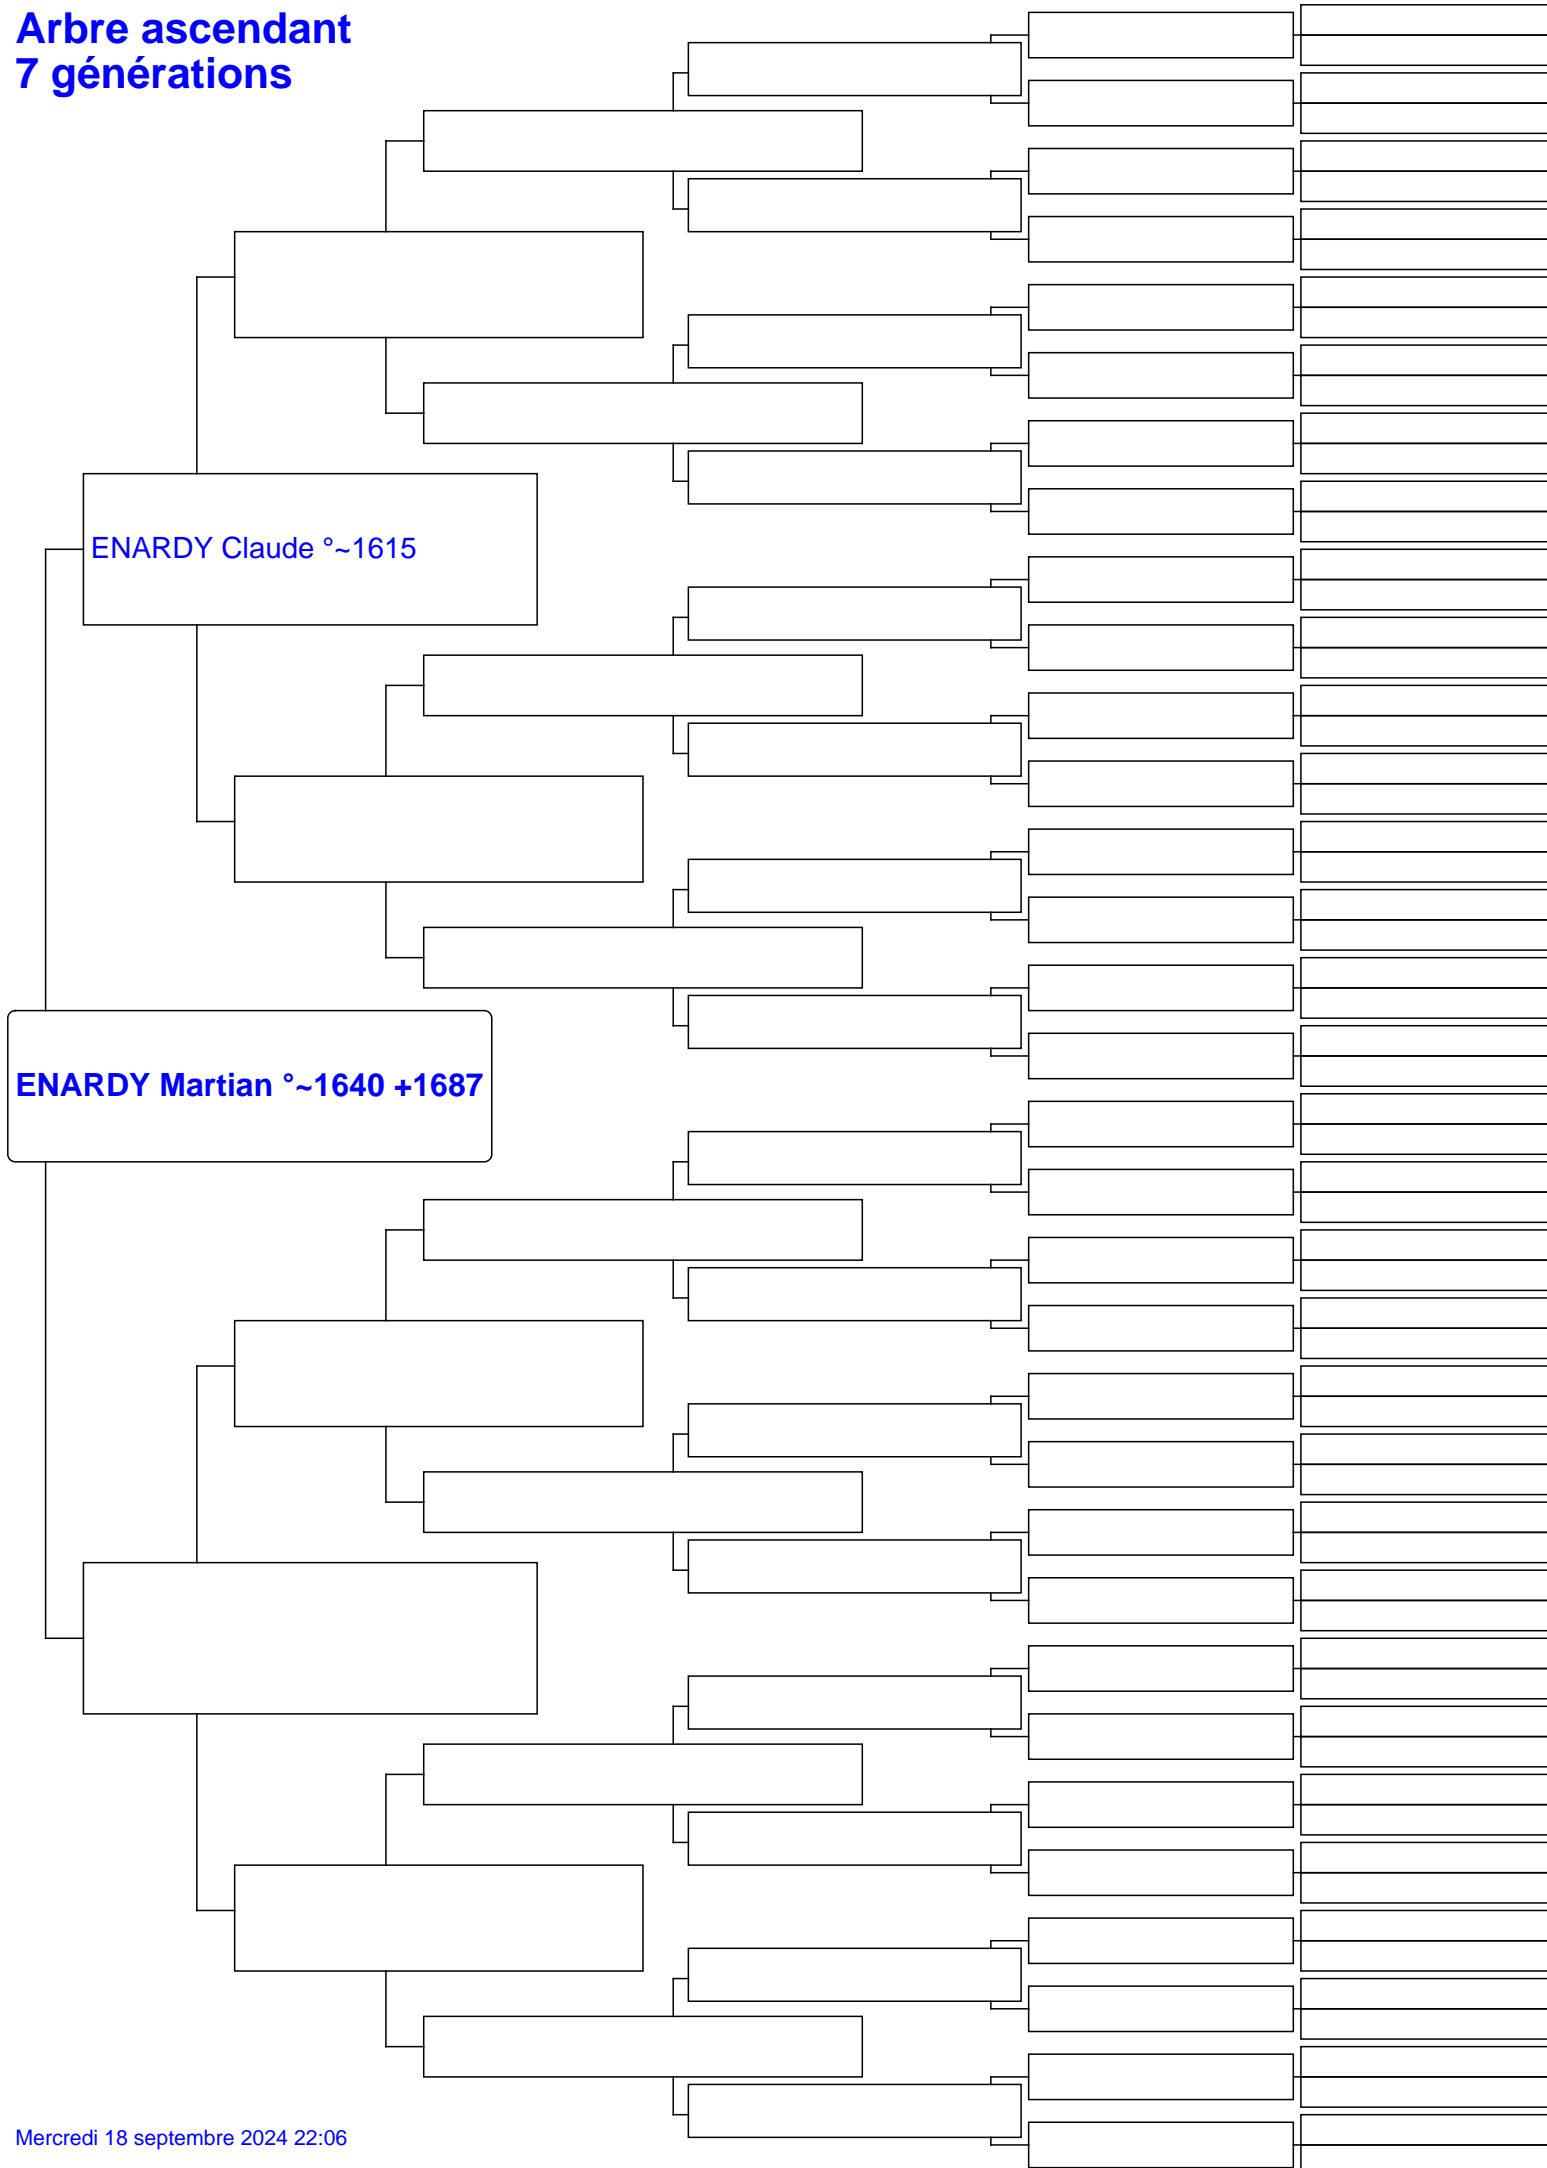 Arbre ascendant
7 générations
ENARDY Claude °~1615
ENARDY Martian °~1640 +1687
Mercredi 18 septembre 2024 22:06